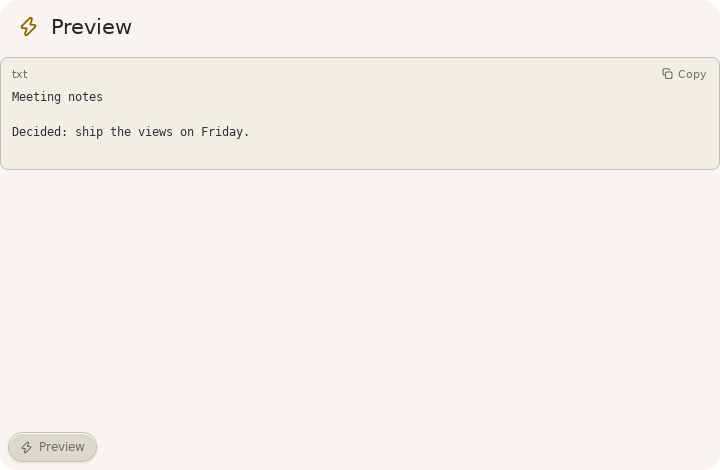 Preview
txt
Copy
Meeting notes
Decided: ship the views on Friday.
Preview